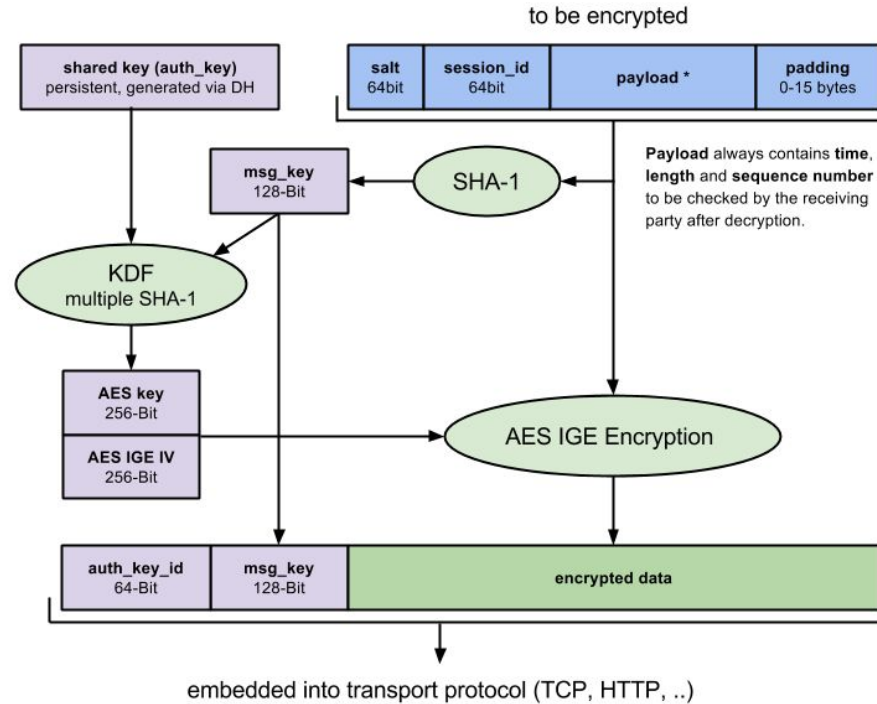 to be encrypted
shared key (auth_key)
persistent, generated via DH
salt
64bit
session_id
64bit
payload *
padding
0-15 bytes
msg_key
128-Bit
SHA-1
Payload always contains time,
length and sequence number
to be checked by the receiving
party after decryption.
KDF
multiple SHA-1
AES key
256-Bit
AES IGE IV
256-Bit
AES IGE Encryption
auth_key_id
64-Bit
msg_key
128-Bit
encrypted data
embedded into transport protocol (TCP, HTTP, ..)